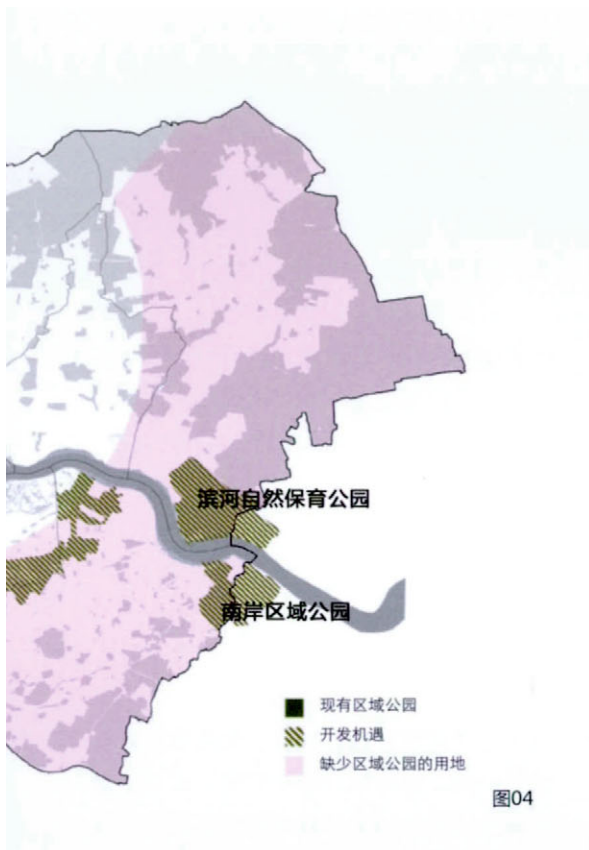 滨河自然保育公园
南岸区域公园
现有区域公园
开发机遇
缺少区域公园的用地
图04